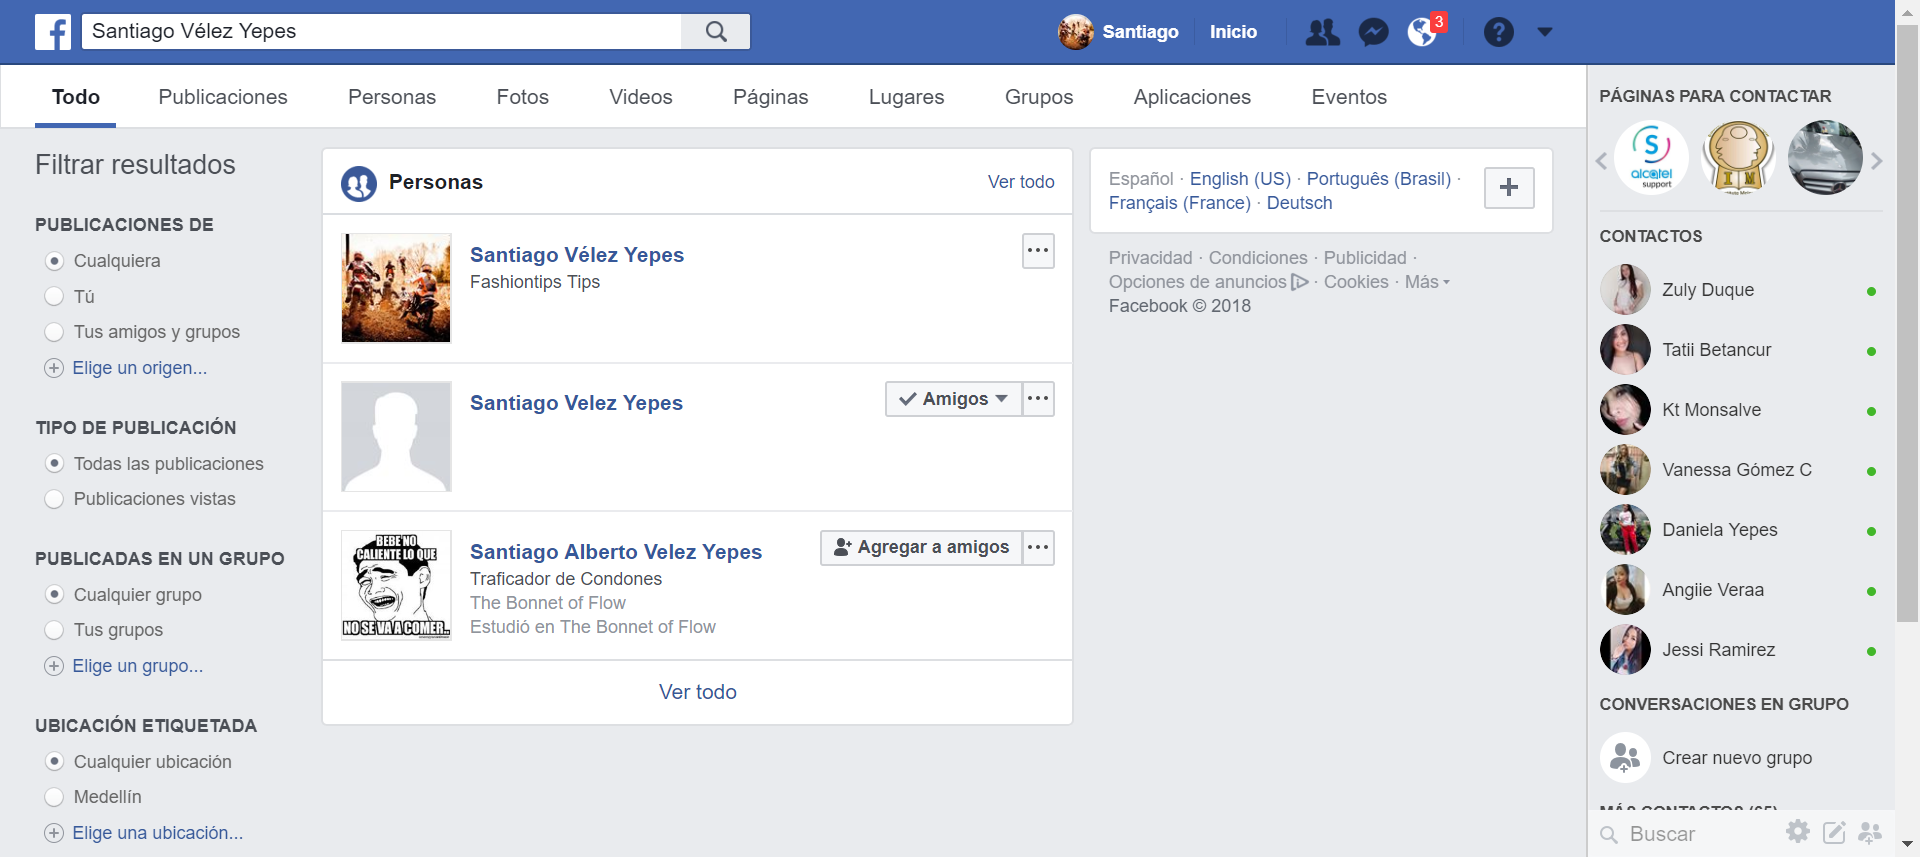 Santiago Vélez Yepes
Santiago
Inicio
3
Todo
Publicaciones
Personas
Fotos
Videos
Páginas
Lugares
Grupos
Aplicaciones
Eventos
Filtrar resultados
PUBLICACIONES DE
Cualquiera
Tú
Tus amigos y grupos
Elige un origen...
TIPO DE PUBLICACIÓN
Todas las publicaciones
Publicaciones vistas
PUBLICADAS EN UN GRUPO
Cualquier grupo
Tus grupos
Elige un grupo...
UBICACIÓN ETIQUETADA
Cualquier ubicación
Medellín
Elige una ubicación...
Personas
Ver todo
Santiago Vélez Yepes
Fashiontips Tips
Santiago Velez Yepes
Amigos
BEBE NO
CALIENTE LO QUE
NO SE VA A COMER..
Santiago Alberto Velez Yepes
Agregar a amigos
Traficador de Condones
The Bonnet of Flow
Estudió en The Bonnet of Flow
Ver todo
Español · English (US) · Português (Brasil) ·
Français (France) · Deutsch
Privacidad · Condiciones · Publicidad ·
Opciones de anuncios · Cookies · Más
Facebook © 2018
PÁGINAS PARA CONTACTAR
S
alcatel
support
I M
CONTACTOS
Zuly Duque
Tatii Betancur
Kt Monsalve
Vanessa Gómez C
Daniela Yepes
Angiie Veraa
Jessi Ramirez
CONVERSACIONES EN GRUPO
Crear nuevo grupo
MÁS CONTACTOS (65)
Buscar